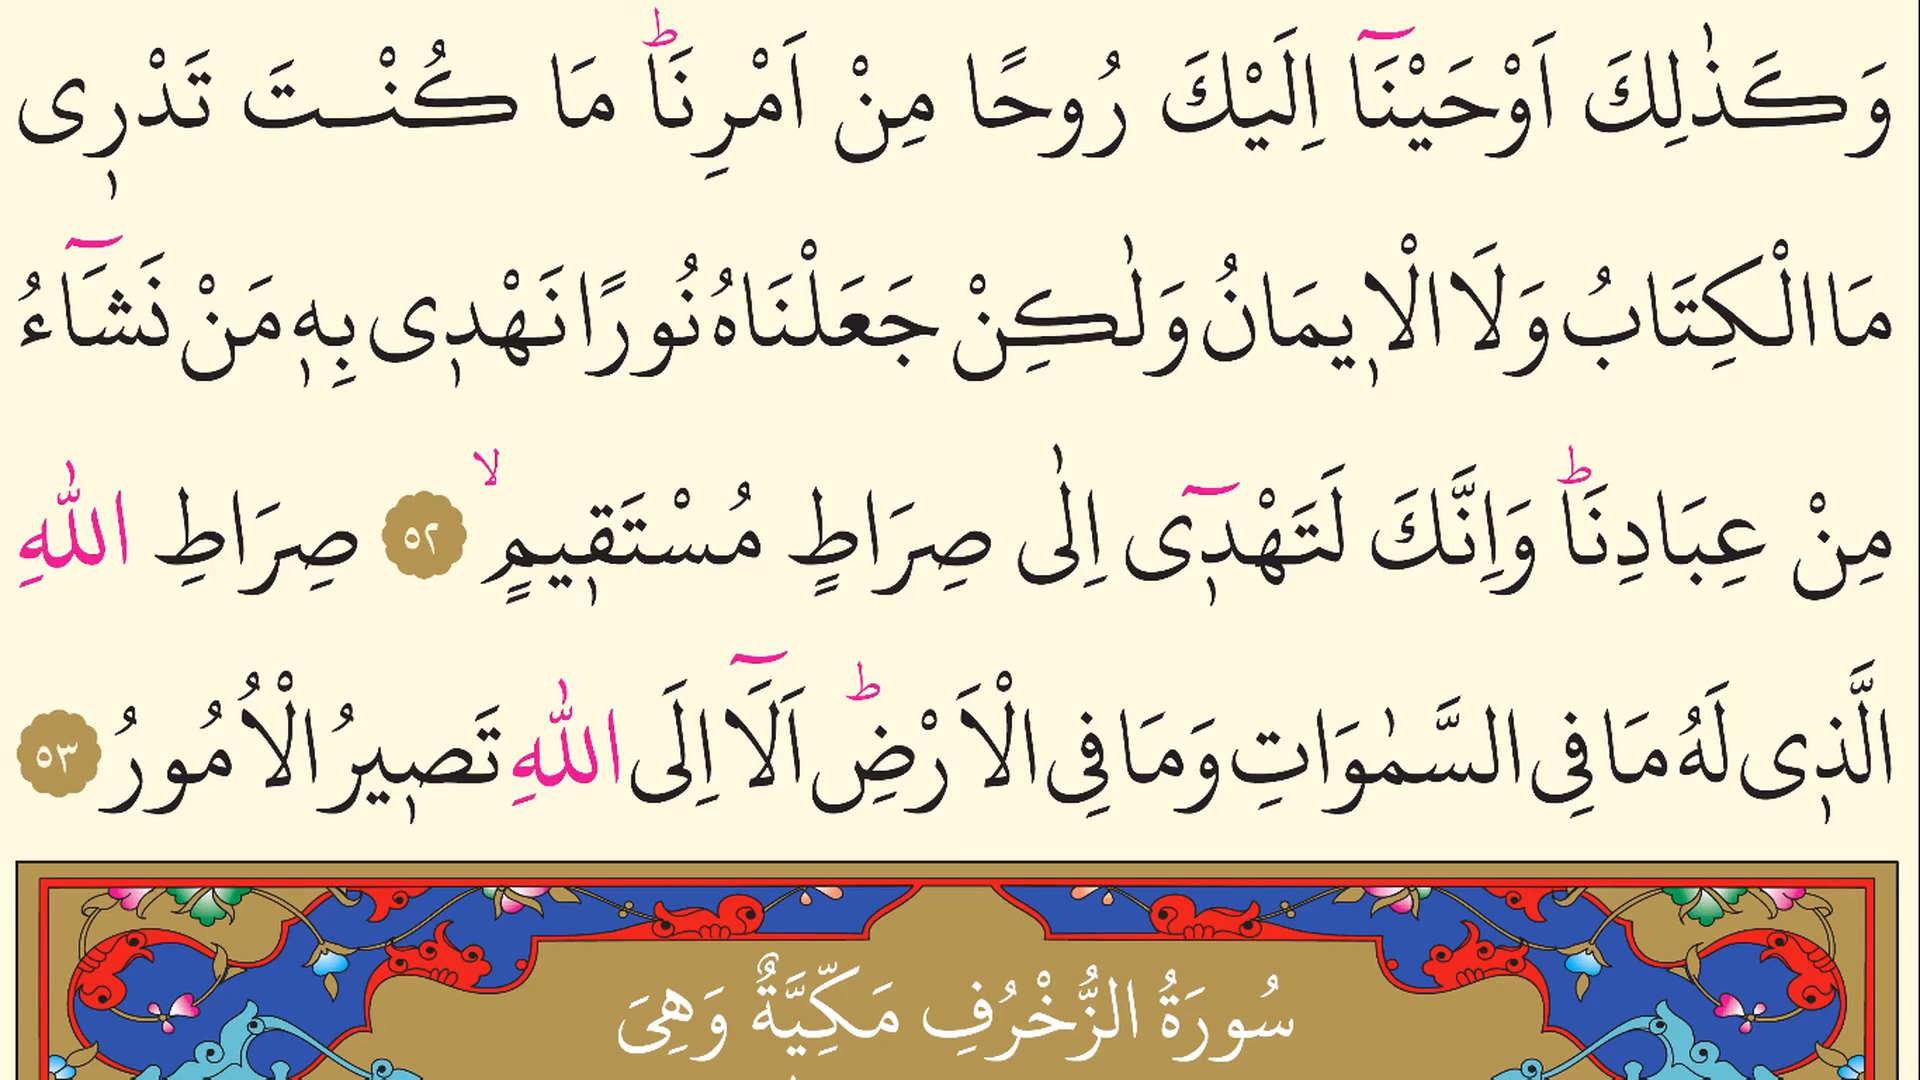 وَكَذٰلِكَ اَوْحَيْنَٓا اِلَيْكَ رُوحًا مِنْ اَمْرِنَاۜ مَا كُنْتَ تَدْرٖى
مَا الْكِتَابُ وَلَا الْاٖيمَانُ وَلٰكِنْ جَعَلْنَاهُ نُورًا نَهْدٖى بِهٖ مَنْ نَشَٓاءُ
مِنْ عِبَادِنَاۜ وَاِنَّكَ لَتَهْدٖٓى اِلٰى صِرَاطٍ مُسْتَقٖيمٍۙ ٥٢ صِرَاطِ اللّٰهِ
الَّذٖى لَهُ مَا فِى السَّمٰوَاتِ وَمَا فِى الْاَرْضِۜ اَلَٓا اِلَى اللّٰهِ تَصٖيرُ الْاُمُورُ ٥٣
سُورَةُ الزُّخْرُفِ مَكِّيَّةٌ وَهِىَ